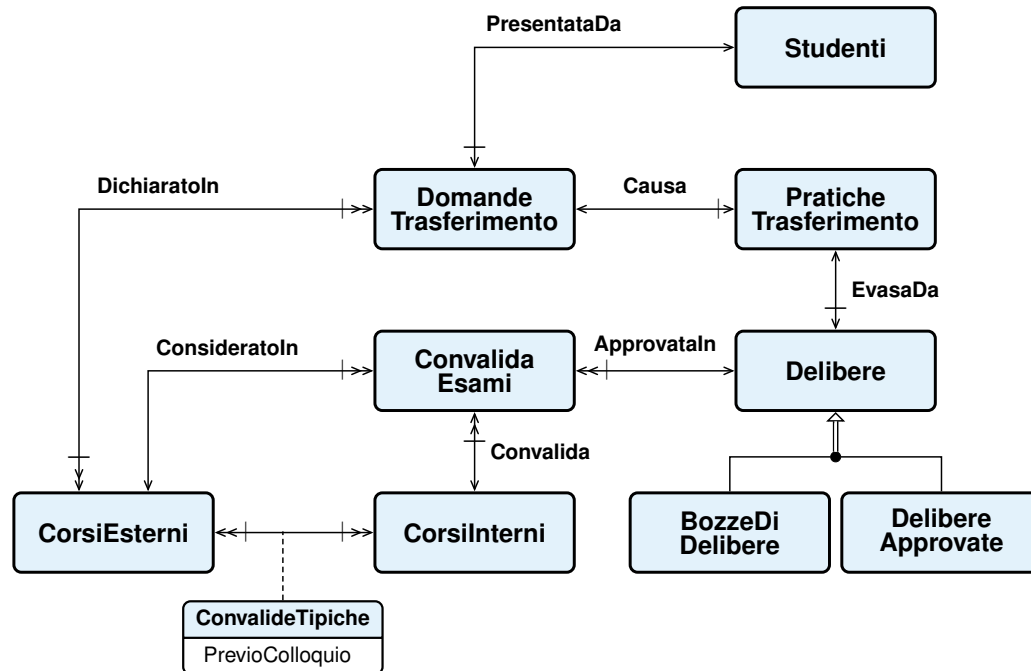 PresentataDa
Studenti
DichiaratoIn
Domande
Trasferimento
Causa
Pratiche
Trasferimento
EvasaDa
ConsideratoIn
Convalida
Esami
ApprovataIn
Delibere
Convalida
CorsiEsterni
CorsiInterni
BozzeDi
Delibere
Delibere
Approvate
ConvalideTipiche
PrevioColloquio